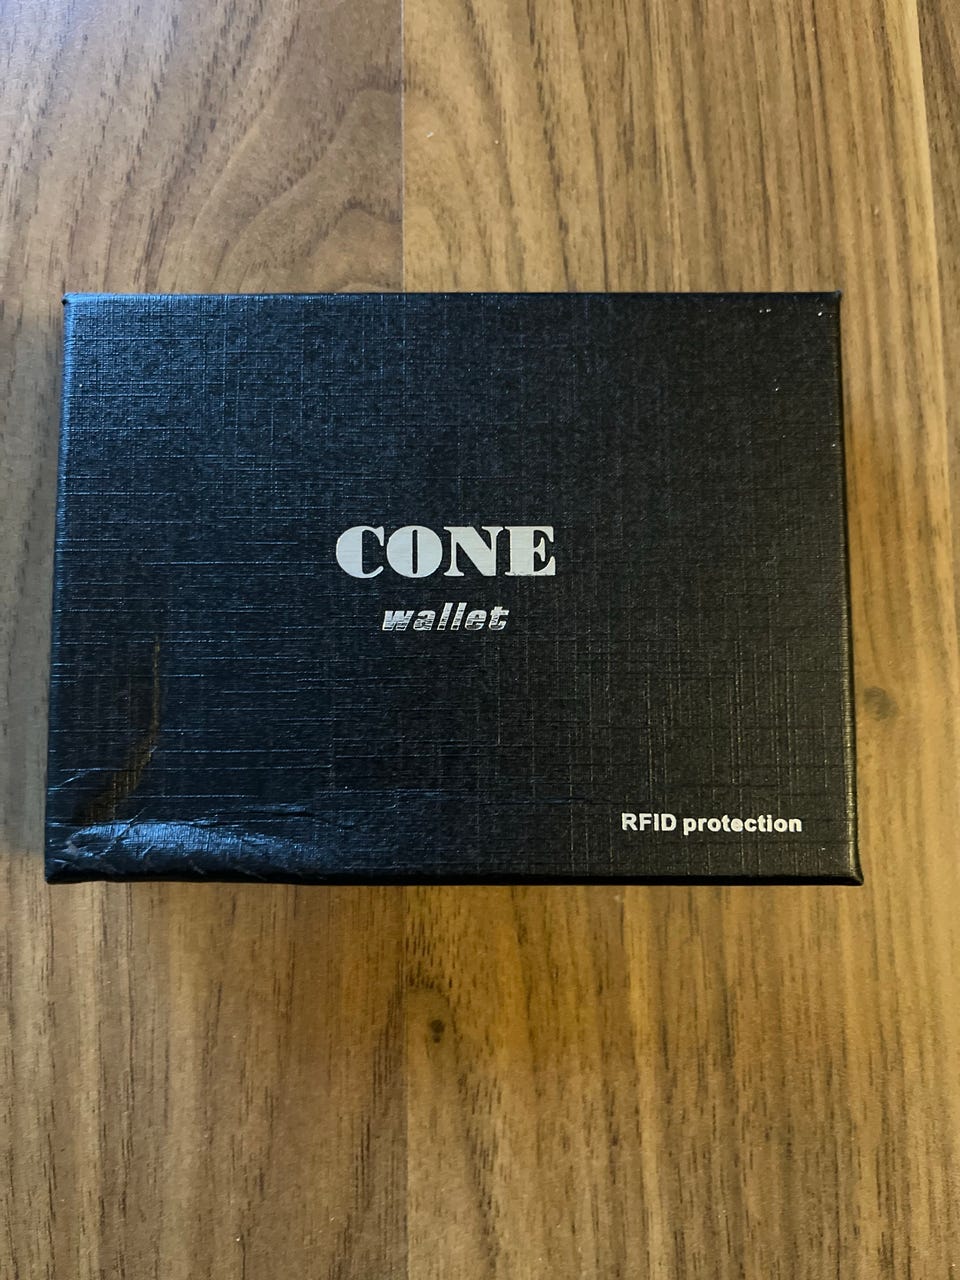 CONE
wallet
RFID protection